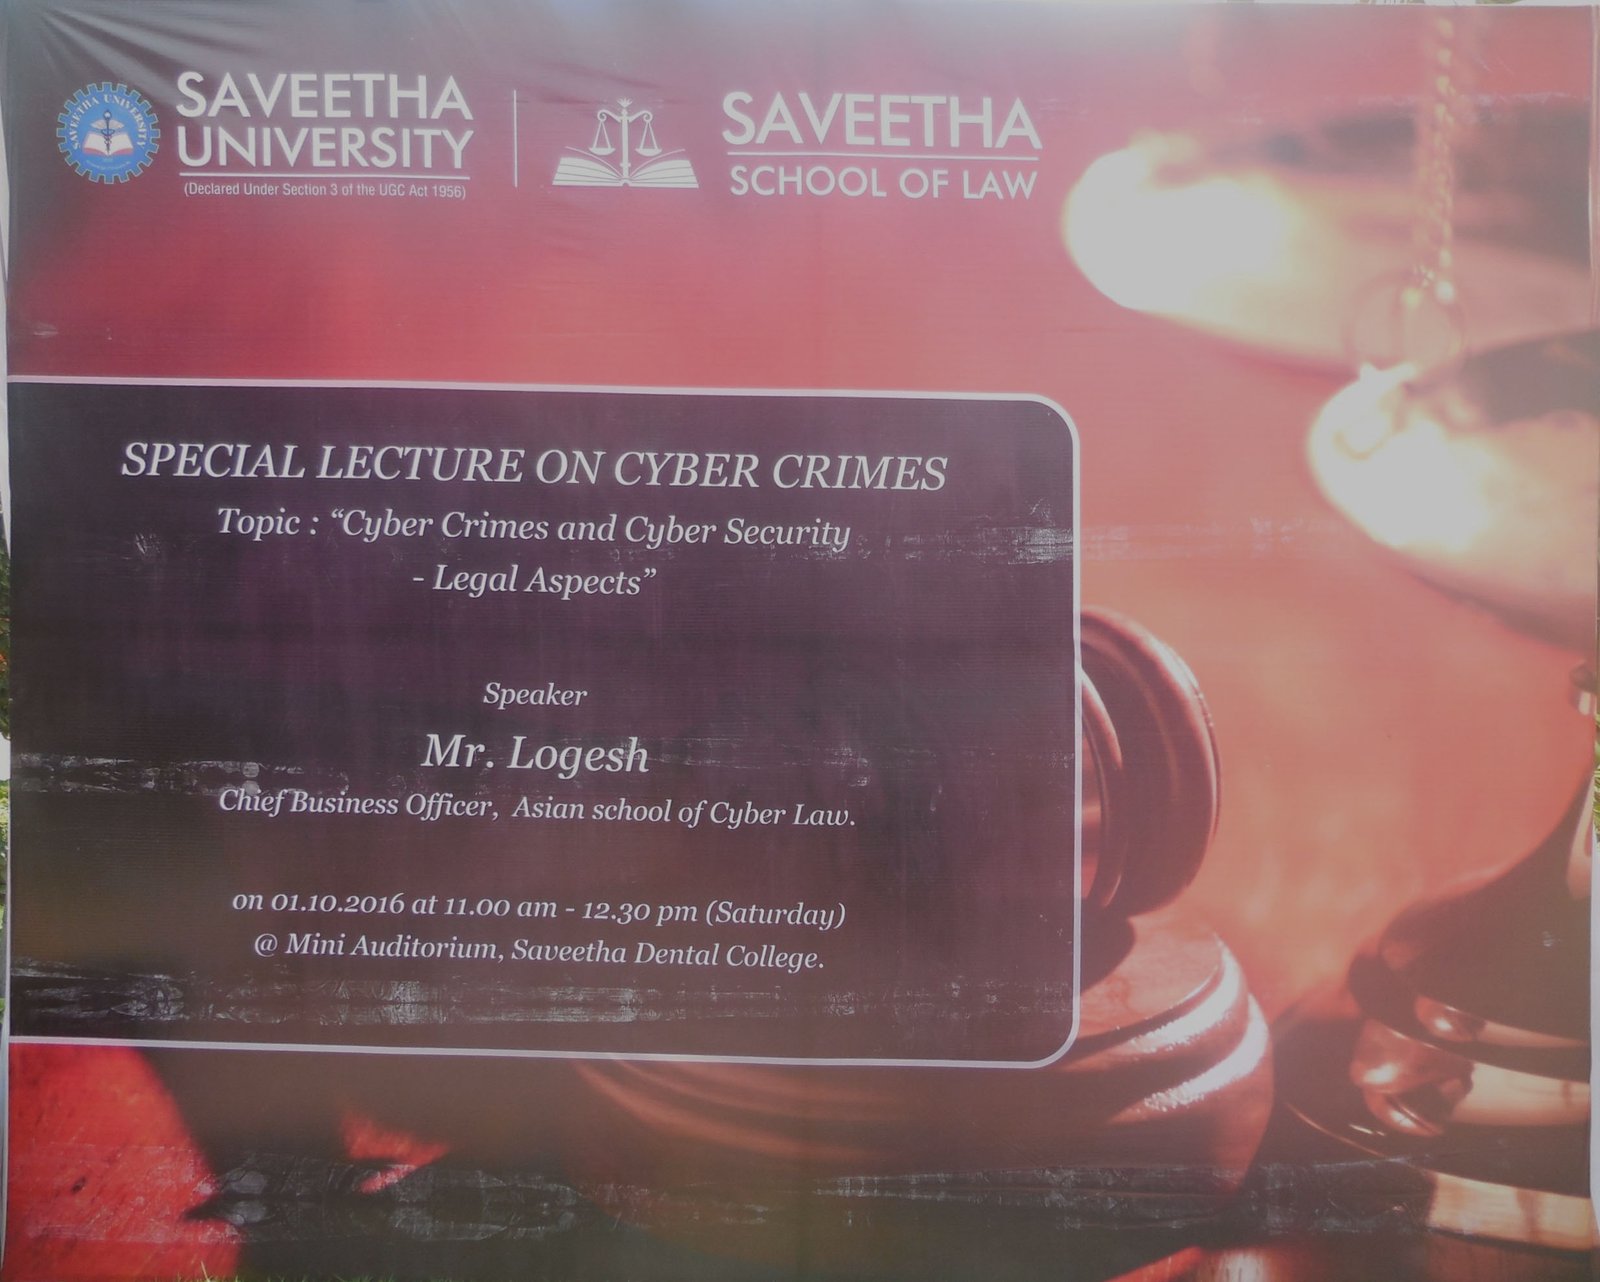 SAVEETHA
UNIVERSITY
(Declared Under Section 3 of the UGC Act 1956)
SAVEETHA UNIVERSITY
SAVEETHA
SCHOOL OF LAW
SPECIAL LECTURE ON CYBER CRIMES
Topic : “Cyber Crimes and Cyber Security
- Legal Aspects”
Speaker
Mr. Logesh
Chief Business Officer, Asian school of Cyber Law.
on 01.10.2016 at 11.00 am - 12.30 pm (Saturday)
@ Mini Auditorium, Saveetha Dental College.